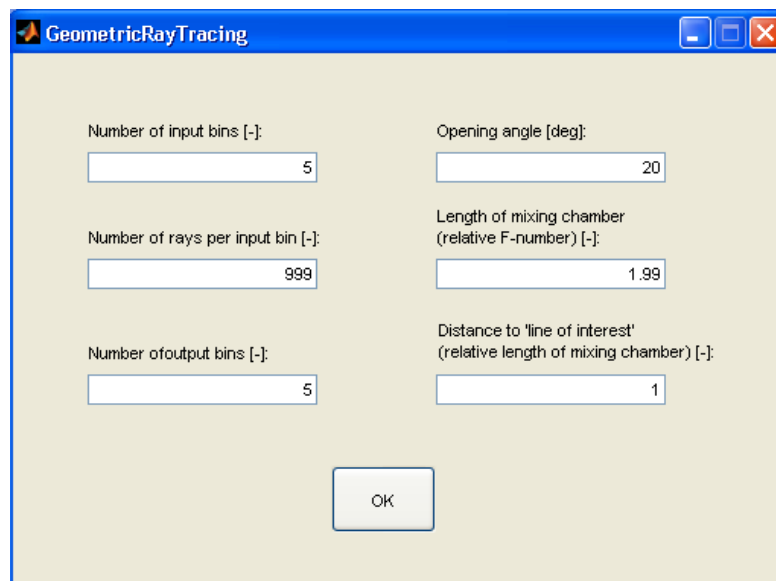 GeometricRayTracing
Number of input bins [-]:
5
Number of rays per input bin [-]:
999
Number ofoutput bins [-]:
5
Opening angle [deg]:
20
Length of mixing chamber
(relative F-number) [-]:
1.99
Distance to 'line of interest'
(relative length of mixing chamber) [-]:
1
OK